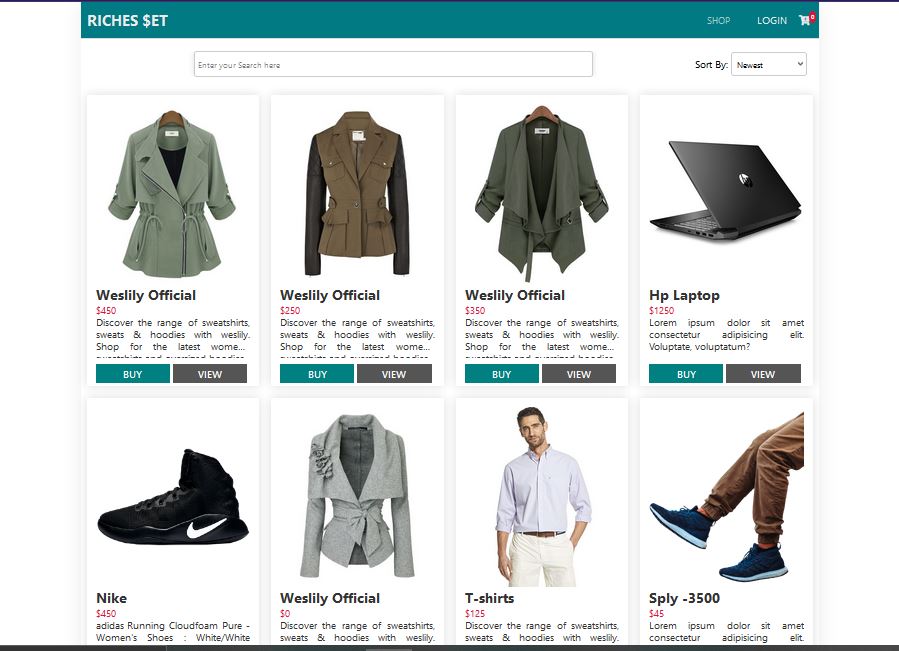 RICHES $ET
SHOP
LOGIN
0
Enter your Search here
Sort By:
Newest
Weslily Official
$450
Discover the range of sweatshirts,
sweats & hoodies with weslily.
Shop for the latest wome...
BUY
VIEW
Weslily Official
$250
Discover the range of sweatshirts,
sweats & hoodies with weslily.
Shop for the latest wome...
BUY
VIEW
Weslily Official
$350
Discover the range of sweatshirts,
sweats & hoodies with weslily.
Shop for the latest wome...
BUY
VIEW
Hp Laptop
$1250
Lorem ipsum dolor sit amet
consectetur adipisicing elit.
Voluptate, voluptatum?
BUY
VIEW
Nike
$450
adidas Running Cloudfoam Pure -
Women's Shoes : White/White
Weslily Official
$0
Discover the range of sweatshirts,
sweats & hoodies with weslily.
T-shirts
$125
Discover the range of sweatshirts,
sweats & hoodies with weslily.
Sply -3500
$45
Lorem ipsum dolor sit amet
consectetur adipisicing elit.